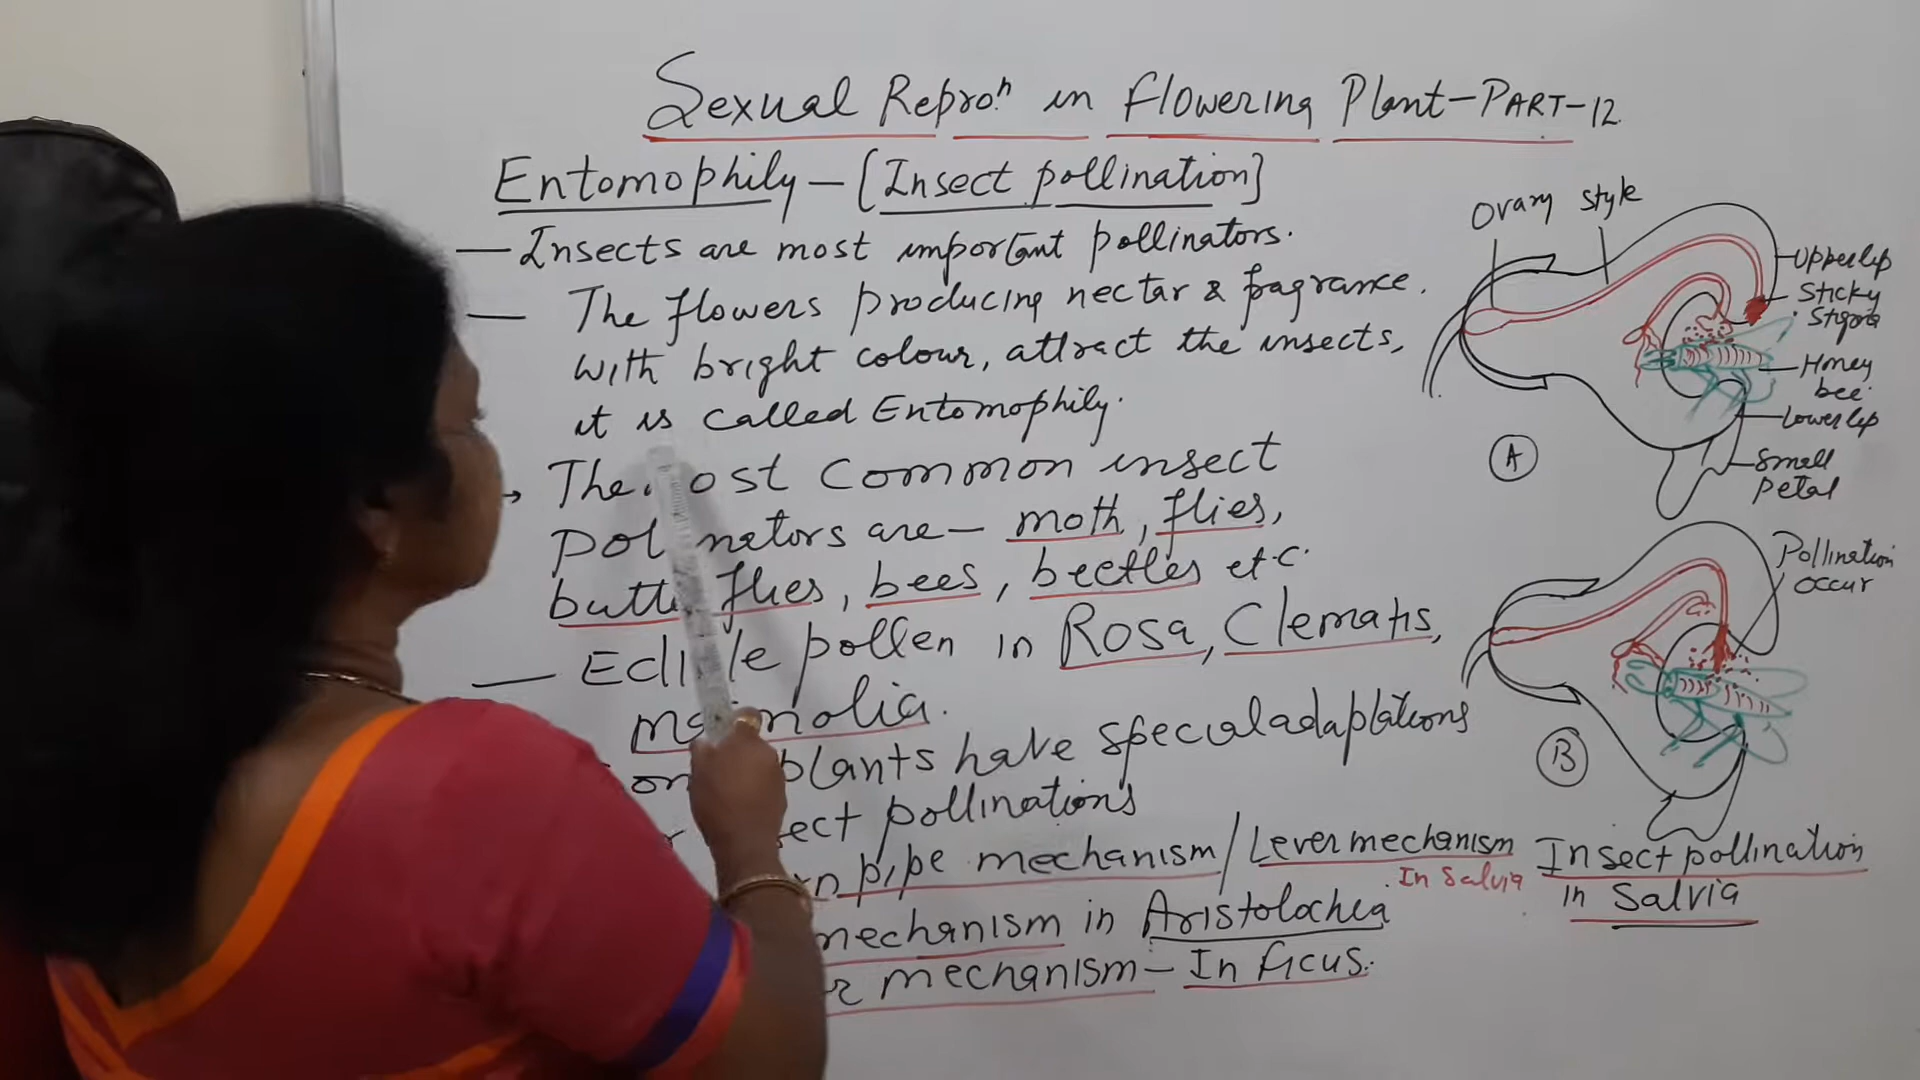 Sexual Repro.n in Flowering Plant-PART-12
Entomophily - [Insect pollination]
— Insects are most important pollinators.
— The flowers producing nectar & fragrance.
with bright colour, attract the insects,
it is called Entomophily.
→ The ost Common insect
pol nators are - moth, flies,
butte flies, bees, beetles etc.
— Edi le pollen in Rosa, Clematis,
ma nolia.
plants have special adaptations
ect pollinations
pipe mechanism / Lever mechanism
In Salvia
mechanism in Aristolochia
mechanism - In Ficus.
Ovary style
Upper lip
Sticky
Stigma
Honey
bee
Lower lip
Small
petal
A
Pollination
occur
B
Insect pollination
in Salvia